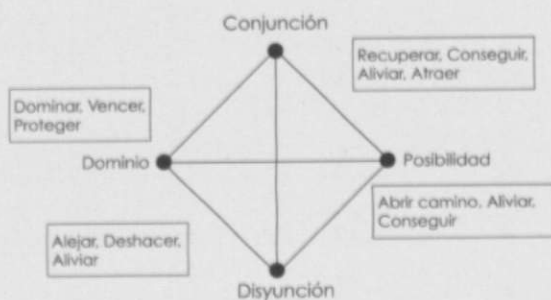 Conjunción
Recuperar, Conseguir,
Aliviar, Atraer
Dominar, Vencer,
Proteger
Dominio
Posibilidad
Abrir camino, Aliviar,
Conseguir
Alejar, Deshacer,
Aliviar
Disyunción